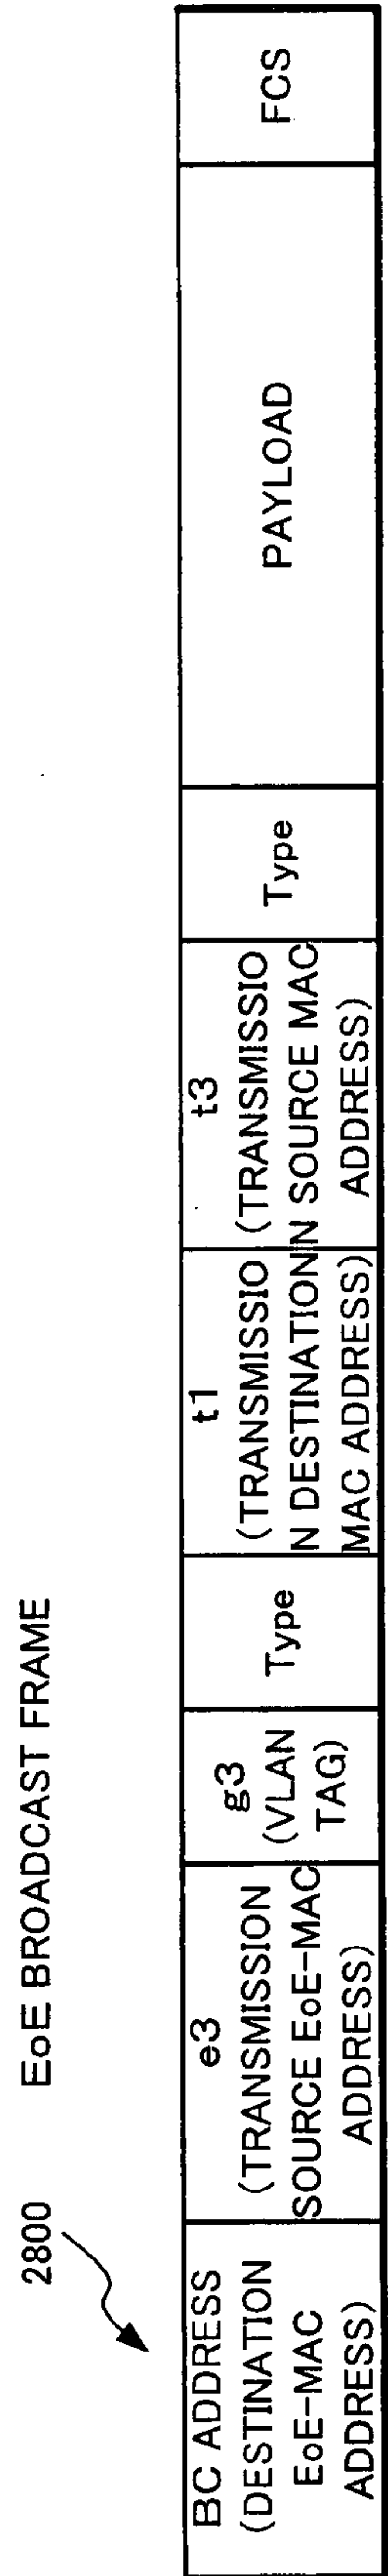 2800
EoE BROADCAST FRAME
BC ADDRESS
(DESTINATION
EoE-MAC
ADDRESS)
e3
(TRANSMISSION
SOURCE EoE-MAC
ADDRESS)
g3
(VLAN
TAG)
Type
t1
(TRANSMISSIO
N DESTINATION
MAC ADDRESS)
t3
(TRANSMISSIO
N SOURCE MAC
ADDRESS)
Type
PAYLOAD
FCS